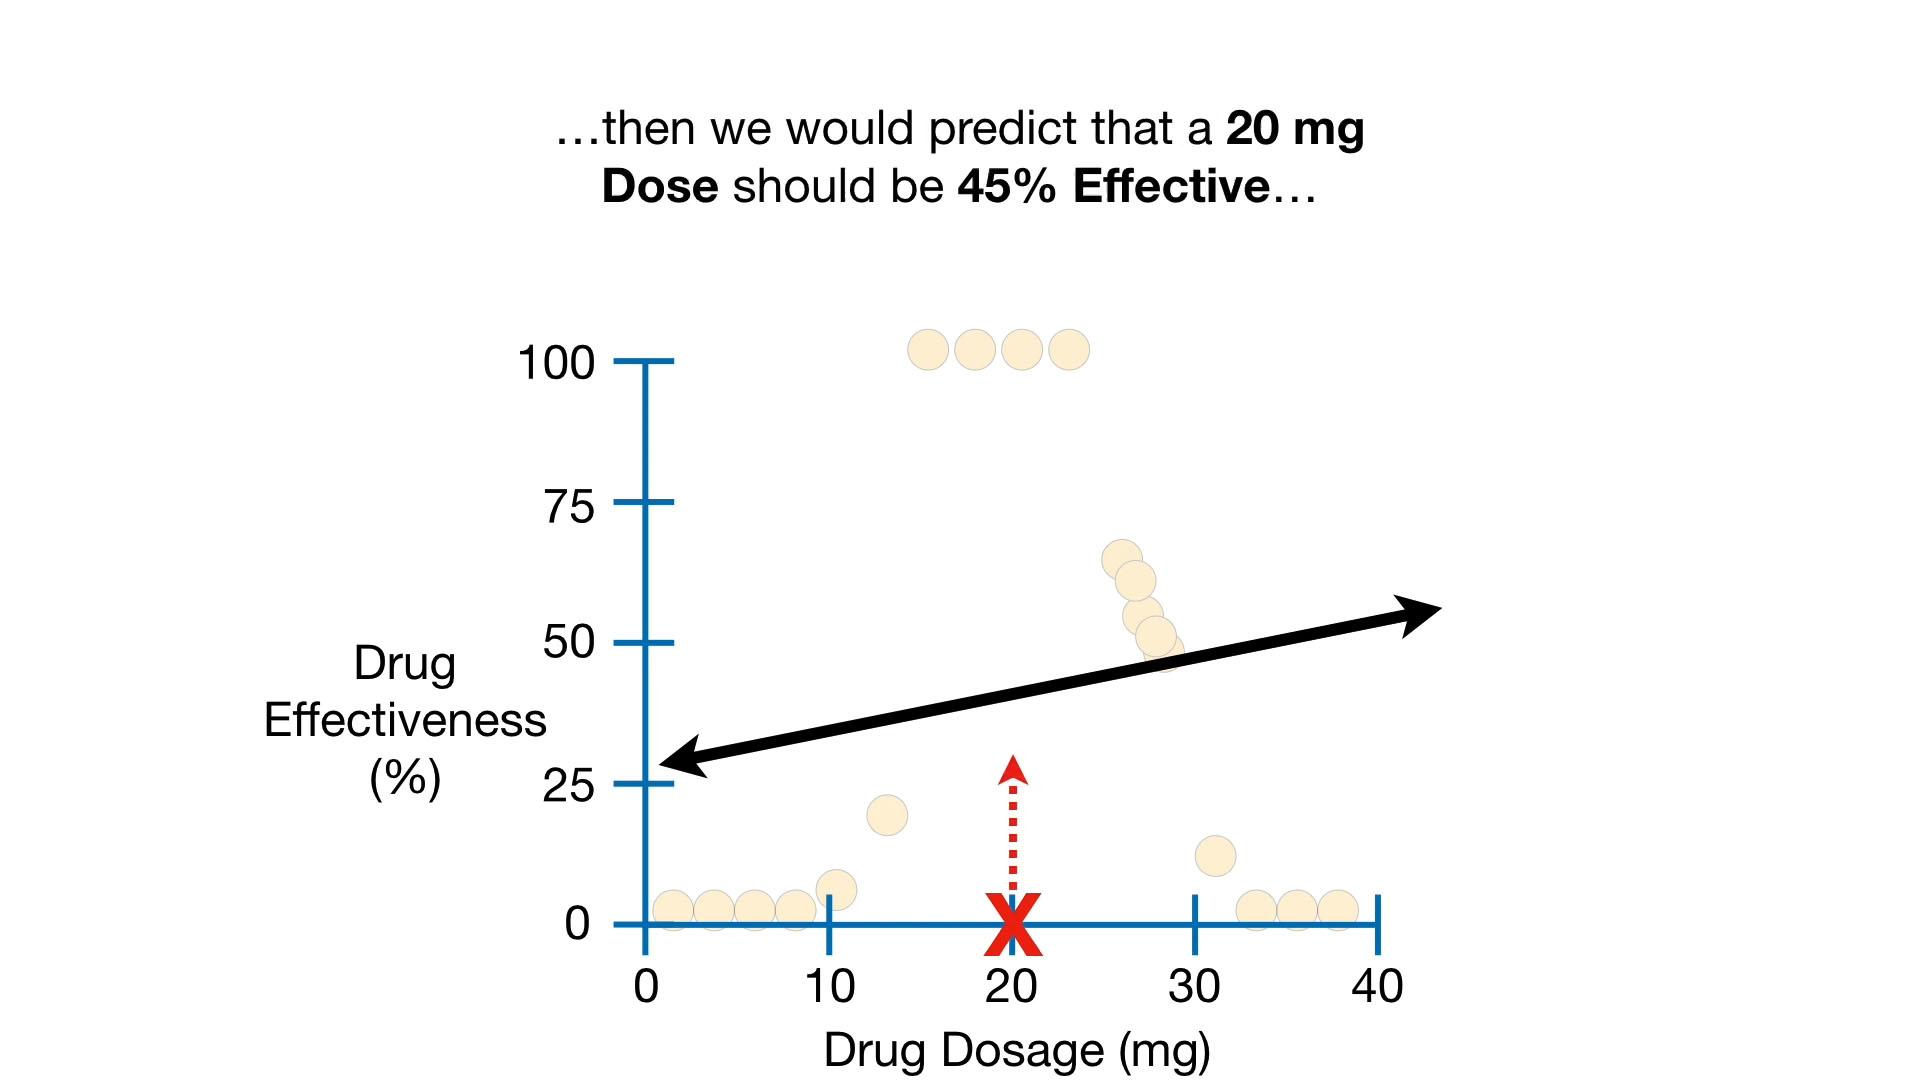 …then we would predict that a 20 mg
Dose should be 45% Effective…
100
75
50
25
0
Drug
Effectiveness
(%)
X
0 10 20 30 40
Drug Dosage (mg)